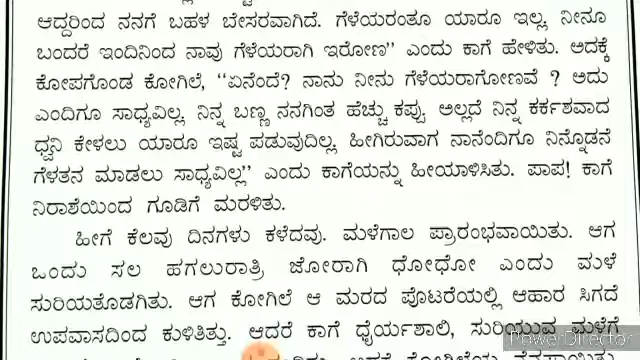 ಆದ್ದರಿಂದ ನನಗೆ ಬಹಳ ಬೇಸರವಾಗಿದೆ. ಗೆಳೆಯರಂತೂ ಯಾರೂ ಇಲ್ಲ. ನೀನೂ
ಬಂದರೆ ಇಂದಿನಿಂದ ನಾವು ಗೆಳೆಯರಾಗಿ ಇರೋಣ" ಎಂದು ಕಾಗೆ ಹೇಳಿತು. ಅದಕ್ಕೆ
ಕೋಪಗೊಂಡ ಕೋಗಿಲೆ, "ಏನೆಂದೆ? ನಾನು ನೀನು ಗೆಳೆಯರಾಗೋಣವೆ ? ಅದು
ಎಂದಿಗೂ ಸಾಧ್ಯವಿಲ್ಲ. ನಿನ್ನ ಬಣ್ಣ ನನಗಿಂತ ಹೆಚ್ಚು ಕಪ್ಪು. ಅಲ್ಲದೆ ನಿನ್ನ ಕರ್ಕಶವಾದ
ಧ್ವನಿ ಕೇಳಲು ಯಾರೂ ಇಷ್ಟ ಪಡುವುದಿಲ್ಲ. ಹೀಗಿರುವಾಗ ನಾನೆಂದಿಗೂ ನಿನ್ನೊಡನೆ
ಗೆಳೆತನ ಮಾಡಲು ಸಾಧ್ಯವಿಲ್ಲ" ಎಂದು ಕಾಗೆಯನ್ನು ಹೀಯಾಳಿಸಿತು. ಪಾಪ! ಕಾಗೆ
ನಿರಾಶೆಯಿಂದ ಗೂಡಿಗೆ ಮರಳಿತು.
ಹೀಗೆ ಕೆಲವು ದಿನಗಳು ಕಳೆದವು. ಮಳೆಗಾಲ ಪ್ರಾರಂಭವಾಯಿತು. ಆಗ
ಒಂದು ಸಲ ಹಗಲುರಾತ್ರಿ ಜೋರಾಗಿ ಧೋಧೋ ಎಂದು ಮಳೆ
ಸುರಿಯತೊಡಗಿತು. ಆಗ ಕೋಗಿಲೆ ಆ ಮರದ ಪೊಟರೆಯಲ್ಲಿ ಆಹಾರ ಸಿಗದೆ
ಉಪವಾಸದಿಂದ ಕುಳಿತಿತ್ತು. ಆದರೆ ಕಾಗೆ ಧೈರ್ಯಶಾಲಿ, ಸುರಿಯುವ ಮಳೆಗೆ
PowerDirector